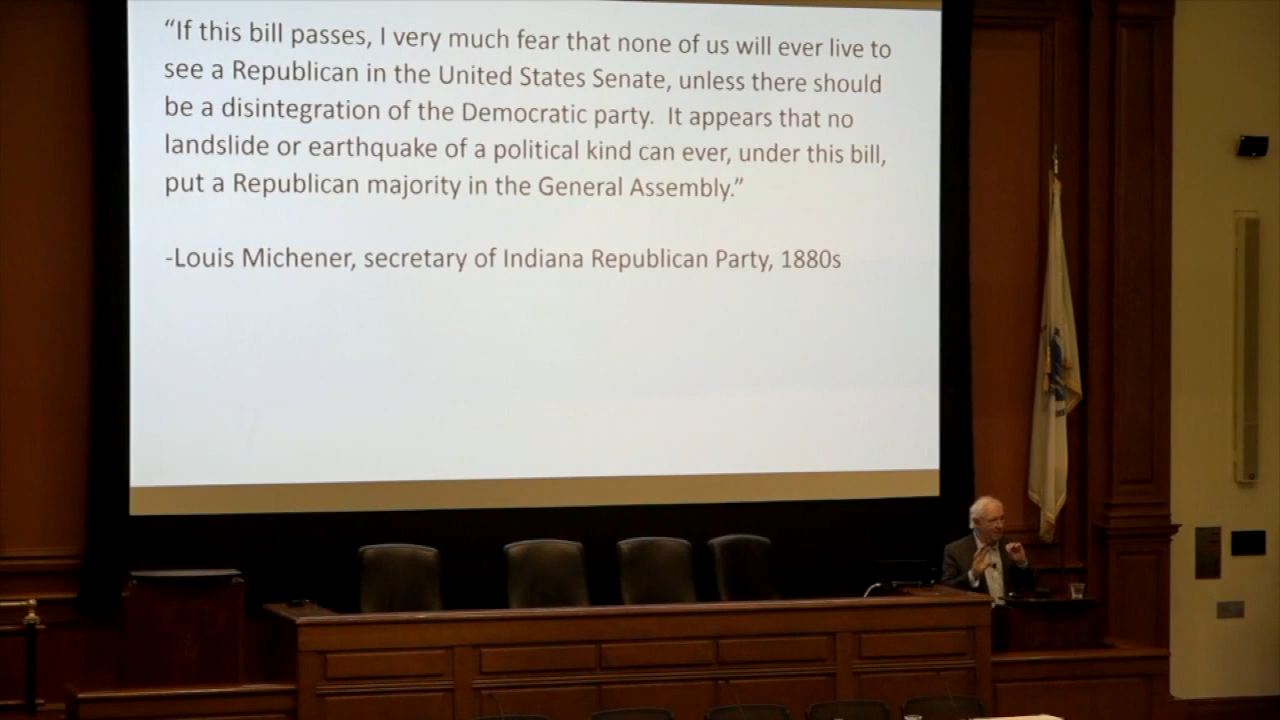 “If this bill passes, I very much fear that none of us will ever live to
see a Republican in the United States Senate, unless there should
be a disintegration of the Democratic party.  It appears that no
landslide or earthquake of a political kind can ever, under this bill,
put a Republican majority in the General Assembly.”
-Louis Michener, secretary of Indiana Republican Party, 1880s